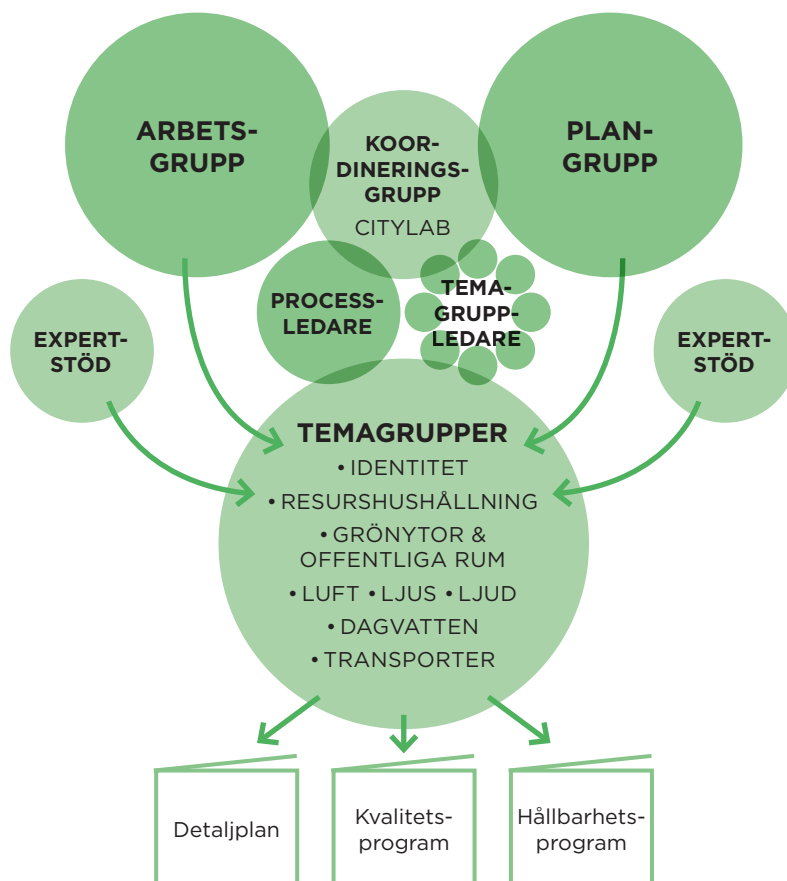 ARBETS-
GRUPP
KOOR-
DINERINGS-
GRUPP
CITYLAB
PLAN-
GRUPP
PROCESS-
LEDARE
TEMA-
GRUPP-
LEDARE
EXPERT-
STÖD
EXPERT-
STÖD
TEMAGRUPPER
• IDENTITET
• RESURSHUSHÅLLNING
• GRÖNYTOR &
OFFENTLIGA RUM
• LUFT • LJUS • LJUD
• DAGVATTEN
• TRANSPORTER
Detaljplan
Kvalitets-
program
Hållbarhets-
program